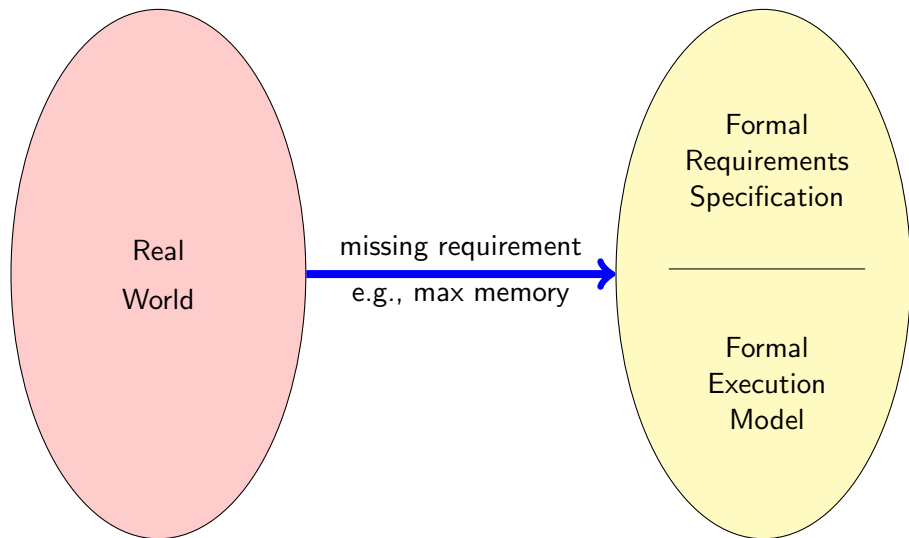 Real
World
missing requirement
e.g., max memory
Formal
Requirements
Specification
Formal
Execution
Model